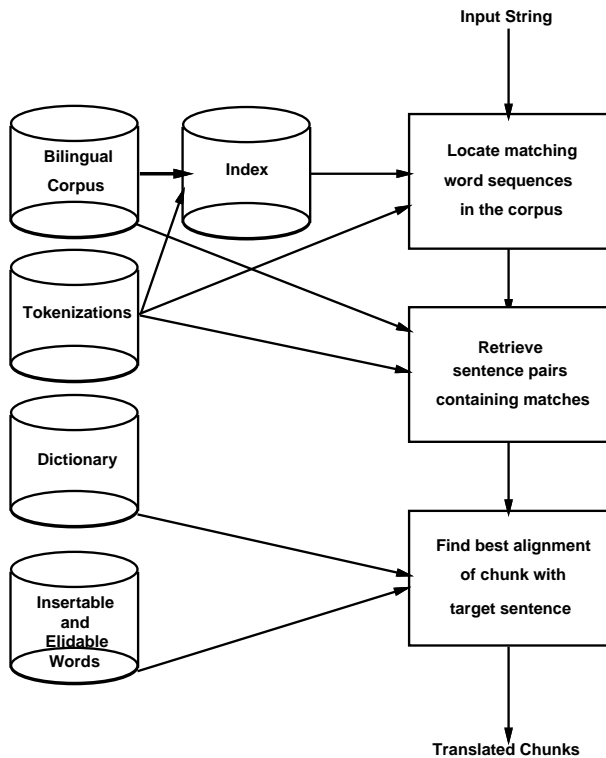 Input String
Bilingual
Corpus
Index
Locate matching
word sequences
in the corpus
Tokenizations
Retrieve
sentence pairs
containing matches
Dictionary
Find best alignment
of chunk with
target sentence
Insertable
and
Elidable
Words
Translated Chunks